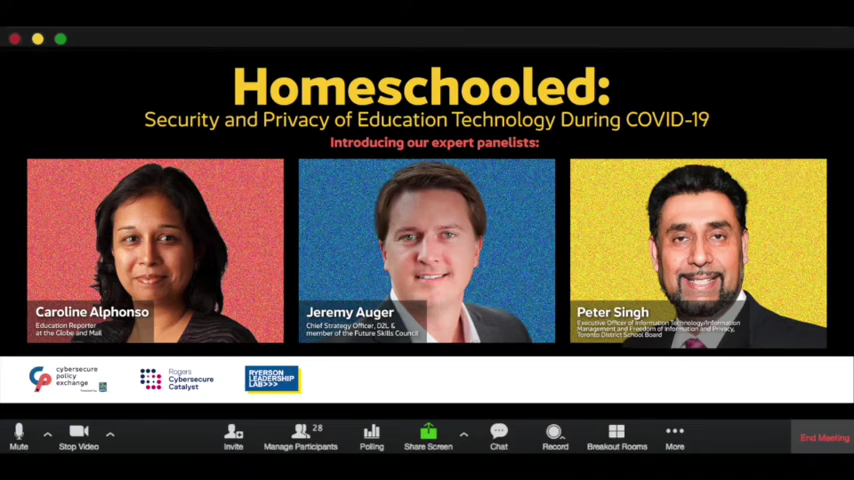 Homeschooled:
Security and Privacy of Education Technology During COVID-19
Introducing our expert panelists:
Caroline Alphonso
Education Reporter
at the Globe and Mail
Jeremy Auger
Chief Strategy Officer, D2L &
member of the Future Skills Council
Peter Singh
Executive Officer of Information Technology/Information
Management and Freedom of Information and Privacy,
Toronto District School Board
cybersecure
policy
exchange
Rogers
Cybersecure
Catalyst
RYERSON
LEADERSHIP
LAB>>>
Mute
Stop Video
Invite
28
Manage Participants
Polling
Share Screen
Chat
Record
Breakout Rooms
More
End Meeting